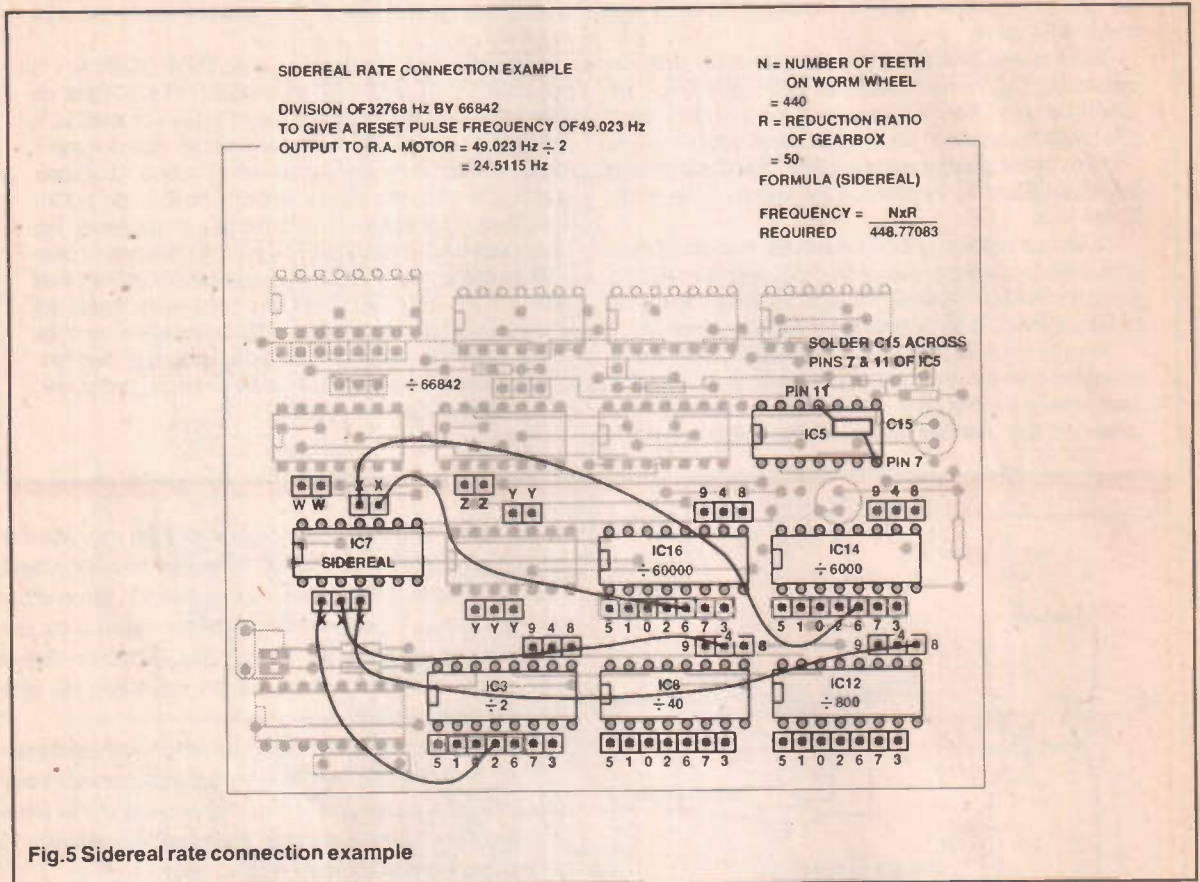 SIDEREAL RATE CONNECTION EXAMPLE
DIVISION OF32768 Hz BY 66842
TO GIVE A RESET PULSE FREQUENCY OF49.023 Hz
OUTPUT TO R.A. MOTOR = 49.023 Hz ÷ 2
= 24.5115 Hz
N = NUMBER OF TEETH
ON WORM WHEEL
= 440
R = REDUCTION RATIO
OF GEARBOX
= 50
FORMULA (SIDEREAL)
FREQUENCY = NxR
REQUIRED 448.77083
SOLDER C15 ACROSS
PINS 7 & 11 OF IC5
÷ 66842
PIN 11
IC5
C15
PIN 7
W W
X X
Z Z
Y Y
9 4 8
9 4 8
IC7
SIDEREAL
IC16
÷60000
IC14
÷6000
X X X
Y Y Y
5 1 0 2 6 7 3
5 1 0 2 6 7 3
9 4 8
9 4 8
9 4 8
IC3
÷2
IC8
÷40
IC12
÷800
5 1 0 2 6 7 3
5 1 0 2 6 7 3
5 1 0 2 6 7 3
Fig.5 Sidereal rate connection example